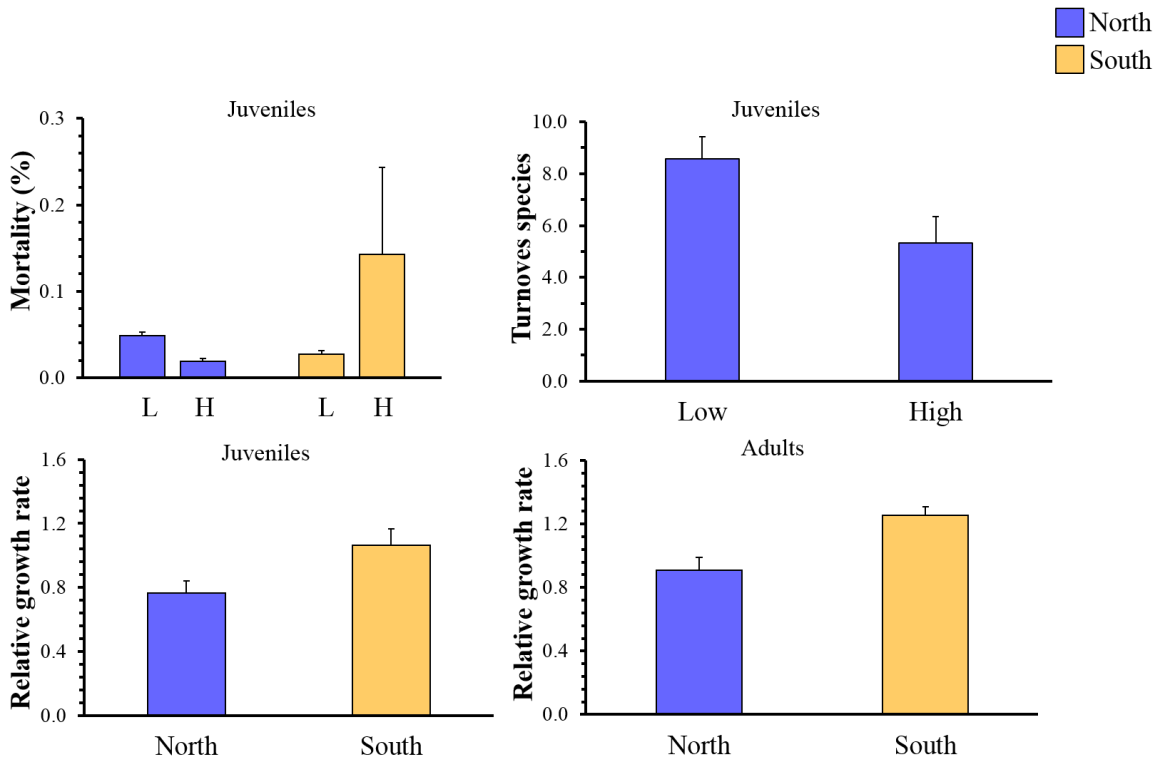 North
South
Juveniles
Mortality (%)
0.3
0.2
0.1
0.0
L H L H
Juveniles
Turnoves species
10.0
8.0
6.0
4.0
2.0
0.0
Low High
Juveniles
Relative growth rate
1.6
1.2
0.8
0.4
0.0
North South
Adults
Relative growth rate
1.6
1.2
0.8
0.4
0.0
North South